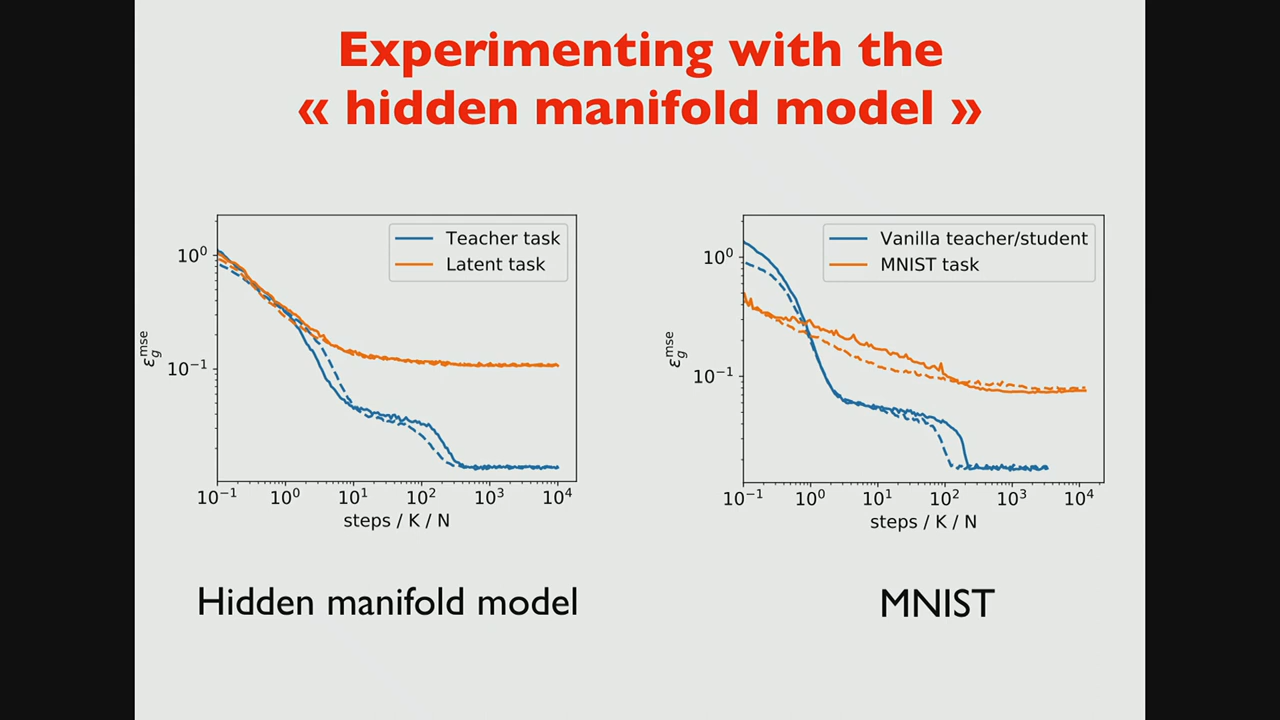 Experimenting with the
« hidden manifold model »
Teacher task
Latent task
10⁰
10⁻¹
ε_g^mse
10⁻¹ 10⁰ 10¹ 10² 10³ 10⁴
steps / K / N
Hidden manifold model
Vanilla teacher/student
MNIST task
10⁰
10⁻¹
ε_g^mse
10⁻¹ 10⁰ 10¹ 10² 10³ 10⁴
steps / K / N
MNIST